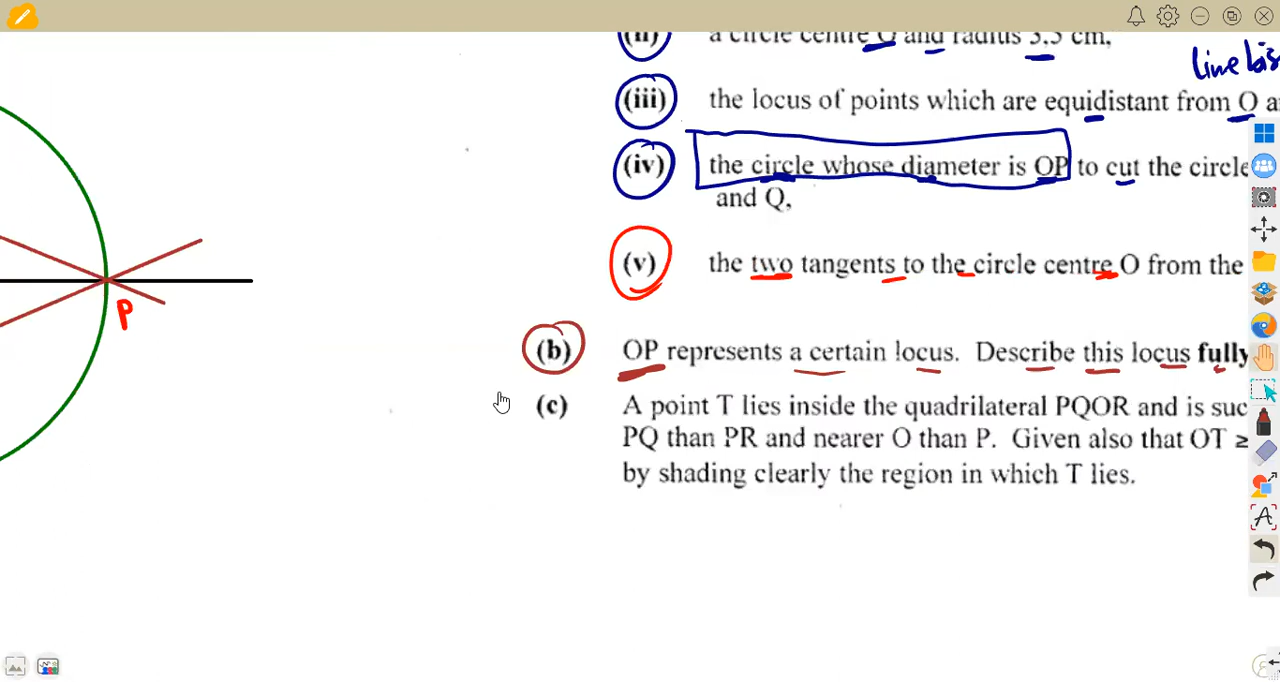 (ii) a circle centre O and radius 3,5 cm,
line
(iii) the locus of points which are equidistant from O
(iv) the circle whose diameter is OP to cut the circle
and Q,
(v) the two tangents to the circle centre O from the
P
(b) OP represents a certain locus. Describe this locus fully
(c) A point T lies inside the quadrilateral PQOR and is suc
PQ than PR and nearer O than P. Given also that OT ≥
by shading clearly the region in which T lies.